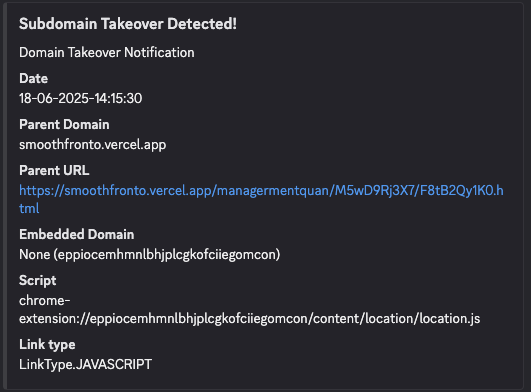 Subdomain Takeover Detected!
Domain Takeover Notification
Date
18-06-2025-14:15:30
Parent Domain
smoothfronto.vercel.app
Parent URL
https://smoothfronto.vercel.app/managermentquan/M5wD9Rj3X7/F8tB2Qy1K0.h
tml
Embedded Domain
None (eppiocemhmnlbhjplcgkofciiegomcon)
Script
chrome-
extension://eppiocemhmnlbhjplcgkofciiegomcon/content/location/location.js
Link type
LinkType.JAVASCRIPT